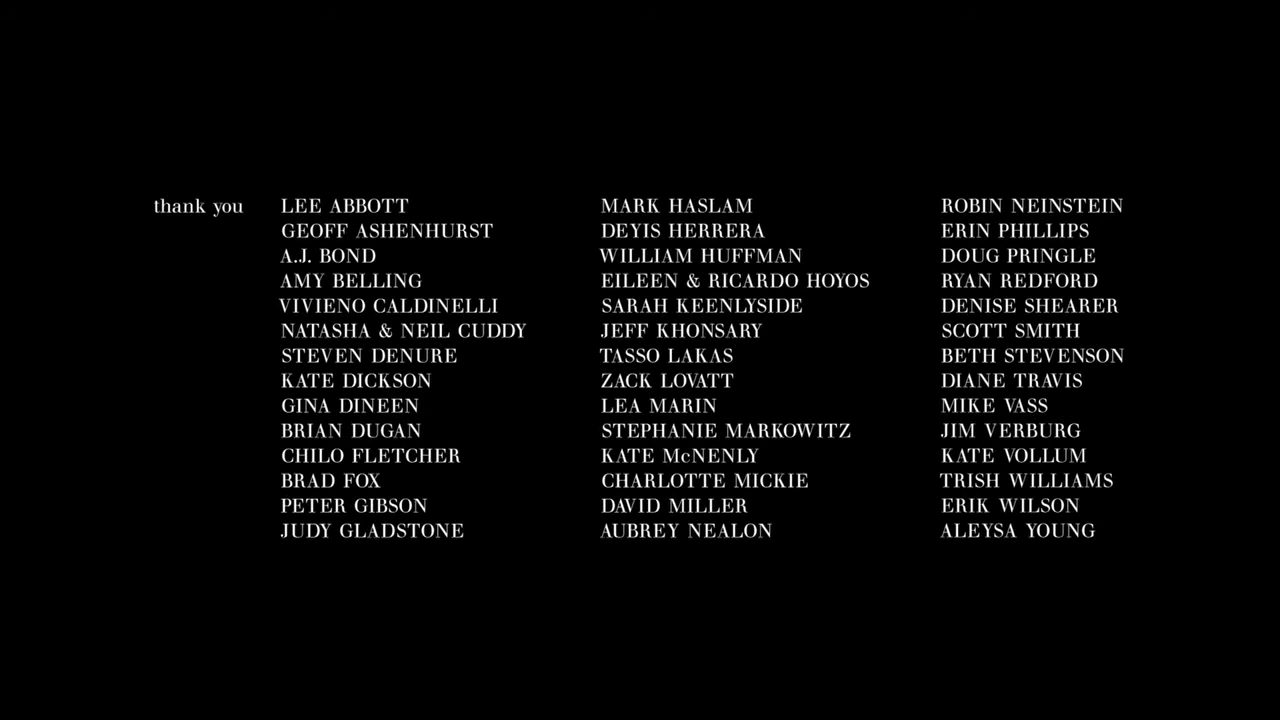 thank you
LEE ABBOTT
GEOFF ASHENHURST
A.J. BOND
AMY BELLING
VIVIENO CALDINELLI
NATASHA & NEIL CUDDY
STEVEN DENURE
KATE DICKSON
GINA DINEEN
BRIAN DUGAN
CHILO FLETCHER
BRAD FOX
PETER GIBSON
JUDY GLADSTONE
MARK HASLAM
DEYIS HERRERA
WILLIAM HUFFMAN
EILEEN & RICARDO HOYOS
SARAH KEENLYSIDE
JEFF KHONSARY
TASSO LAKAS
ZACK LOVATT
LEA MARIN
STEPHANIE MARKOWITZ
KATE McNENLY
CHARLOTTE MICKIE
DAVID MILLER
AUBREY NEALON
ROBIN NEINSTEIN
ERIN PHILLIPS
DOUG PRINGLE
RYAN REDFORD
DENISE SHEARER
SCOTT SMITH
BETH STEVENSON
DIANE TRAVIS
MIKE VASS
JIM VERBURG
KATE VOLLUM
TRISH WILLIAMS
ERIK WILSON
ALEYSA YOUNG